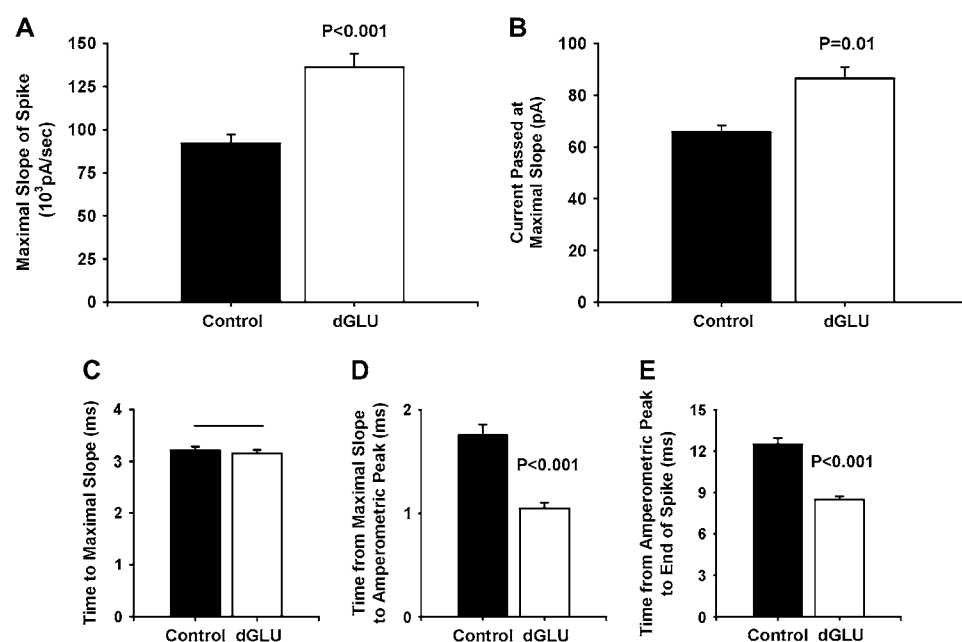 A
P<0.001
Maximal Slope of Spike
(10³pA/sec)
150
125
100
75
50
25
0
Control dGLU
B
P=0.01
Current Passed at
Maximal Slope (pA)
100
80
60
40
20
0
Control dGLU
C
Time to Maximal Slope (ms)
4
3
2
1
0
Control dGLU
D
Time from Maximal Slope
to Amperometric Peak (ms)
2
1
0
P<0.001
Control dGLU
E
Time from Amperometric Peak
to End of Spike (ms)
15
12
9
6
3
0
P<0.001
Control dGLU